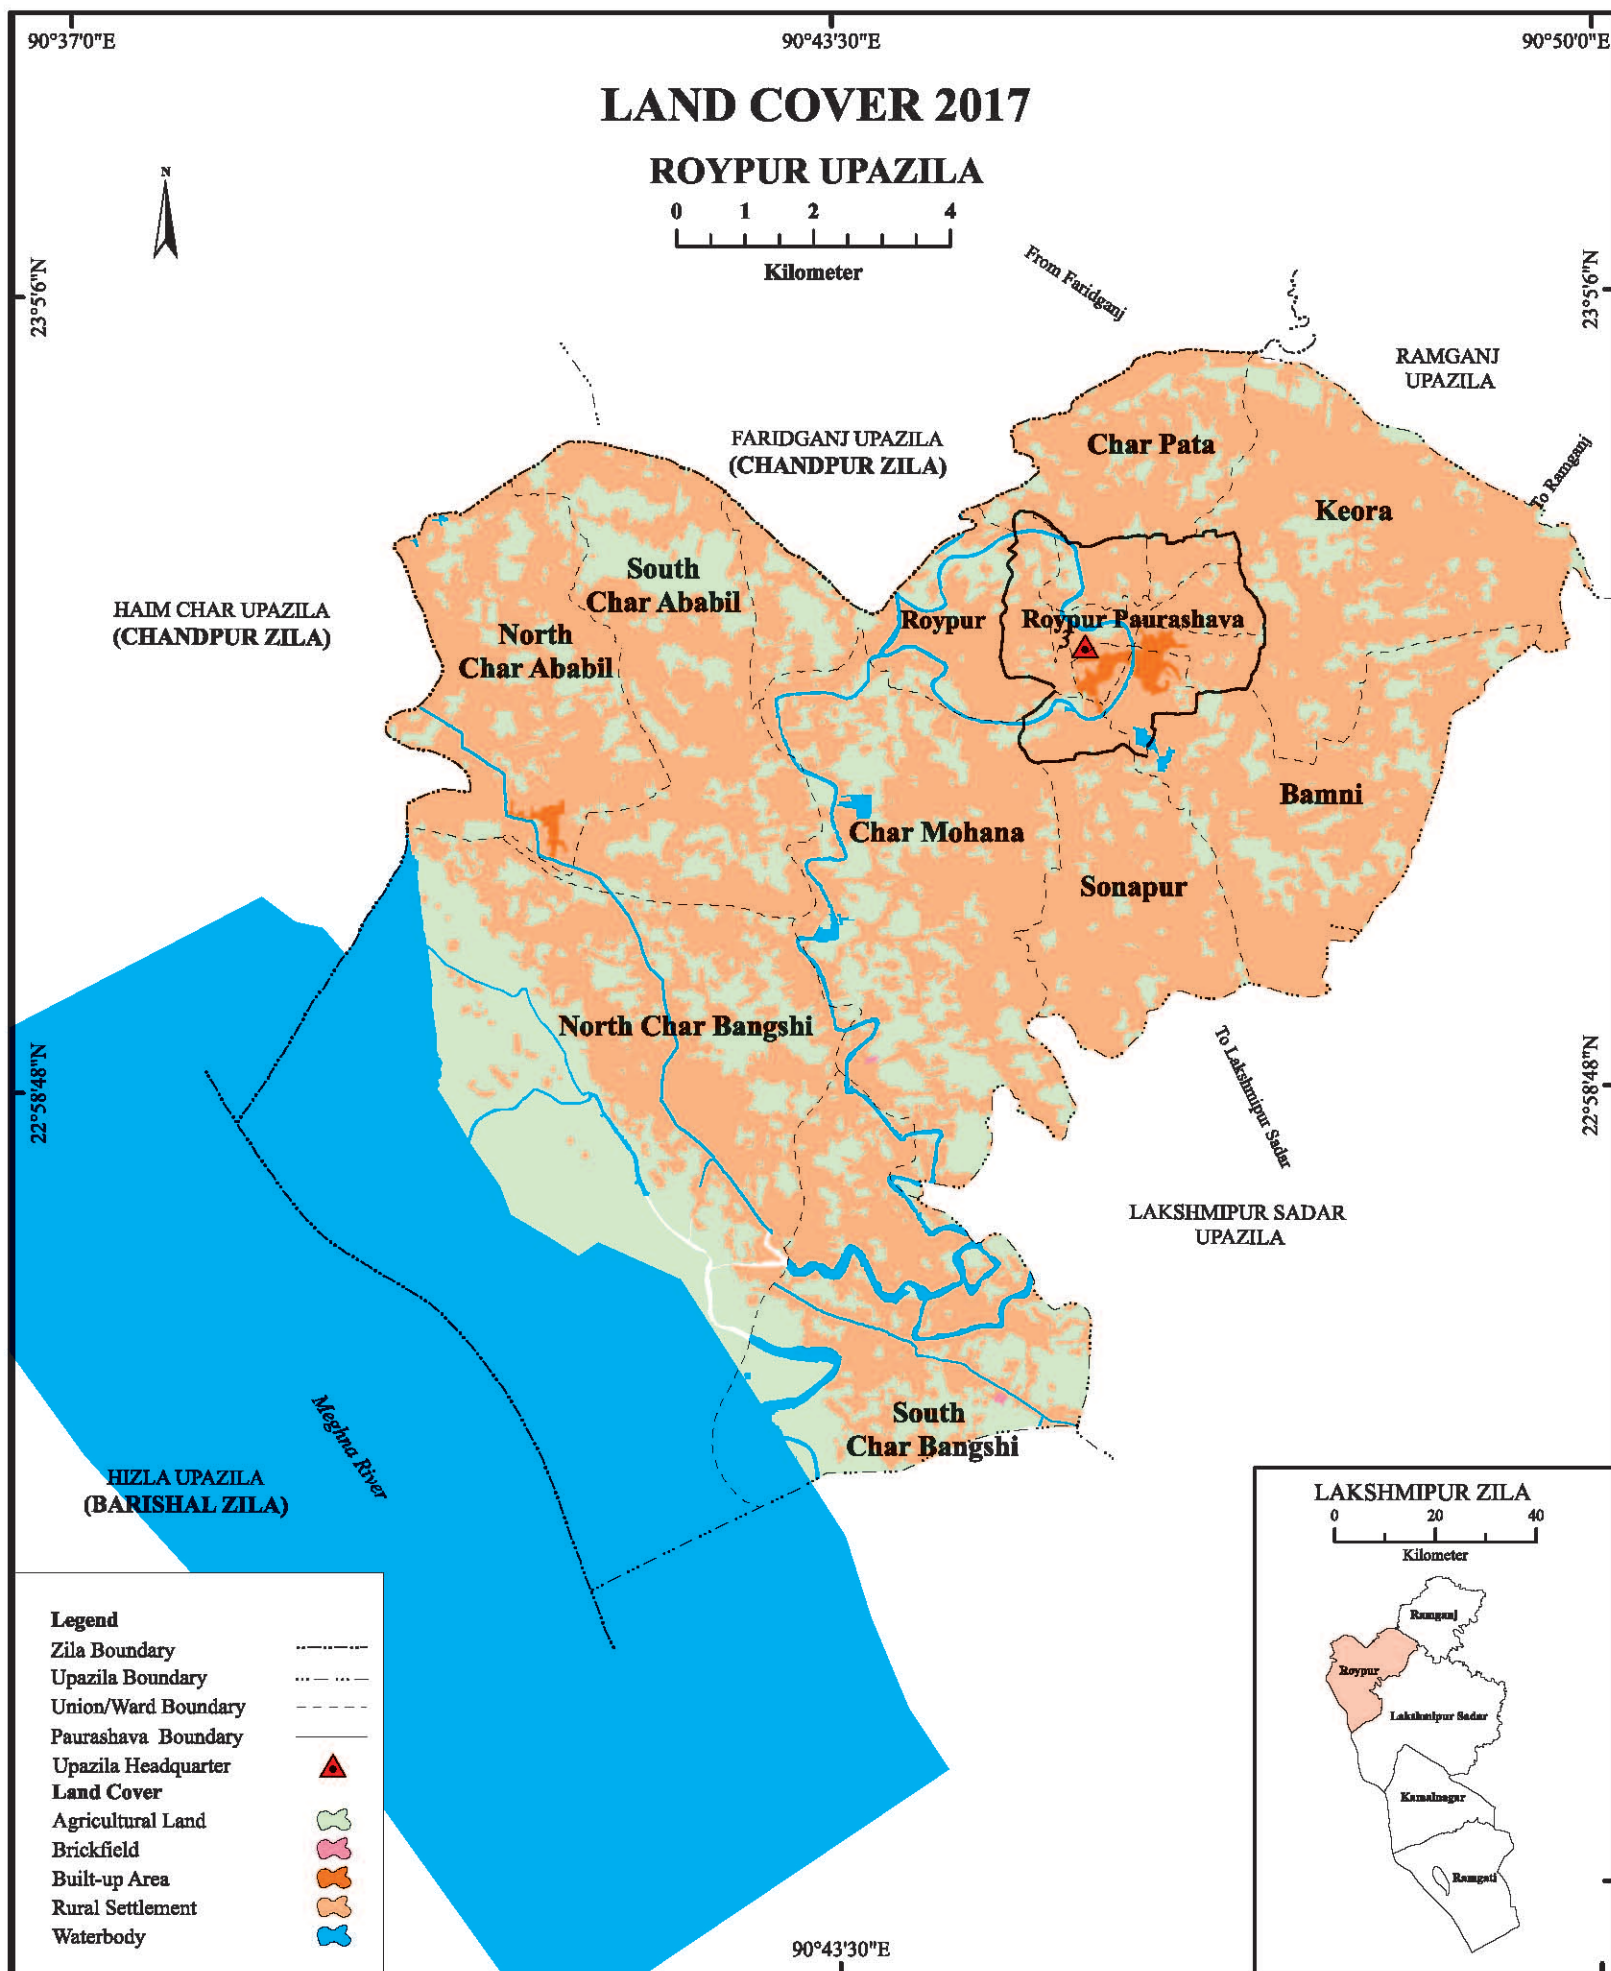 90°37'0"E
90°43'30"E
90°50'0"E
LAND COVER 2017
ROYPUR UPAZILA
N
0 1 2 4
Kilometer
From Faridganj
23°5'6"N
23°5'6"N
RAMGANJ
UPAZILA
To Ramganj
FARIDGANJ UPAZILA
(CHANDPUR ZILA)
Char Pata
Keora
South
Char Ababil
HAIM CHAR UPAZILA
(CHANDPUR ZILA)
North
Char Ababil
Roypur
Roypur Paurashava
3
Bamni
Char Mohana
Sonapur
North Char Bangshi
22°58'48"N
22°58'48"N
To Lakshmipur Sadar
LAKSHMIPUR SADAR
UPAZILA
South
Char Bangshi
Meghna River
HIZLA UPAZILA
(BARISHAL ZILA)
Legend
Zila Boundary
Upazila Boundary
Union/Ward Boundary
Paurashava Boundary
Upazila Headquarter
Land Cover
Agricultural Land
Brickfield
Built-up Area
Rural Settlement
Waterbody
90°43'30"E
LAKSHMIPUR ZILA
0 20 40
Kilometer
Ramganj
Roypur
Lakshmipur Sadar
Kamalnagar
Ramgati